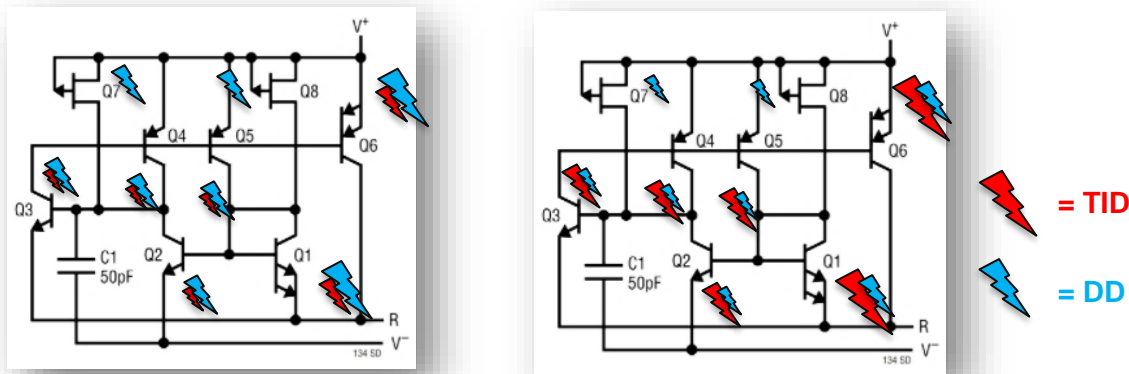 V+
Q7
Q8
Q4
Q5
Q6
Q3
C1
50pF
Q2
Q1
R
V−
134 SD
V+
Q7
Q8
Q4
Q5
Q6
Q3
C1
50pF
Q2
Q1
R
V−
134 SD
= TID
= DD